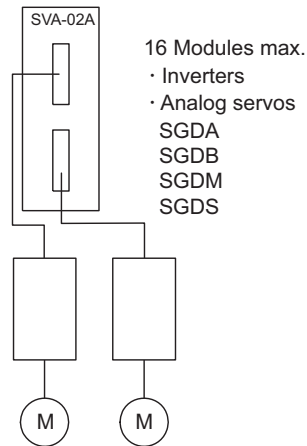 SVA-02A
16 Modules max.
· Inverters
· Analog servos
SGDA
SGDB
SGDM
SGDS
M
M